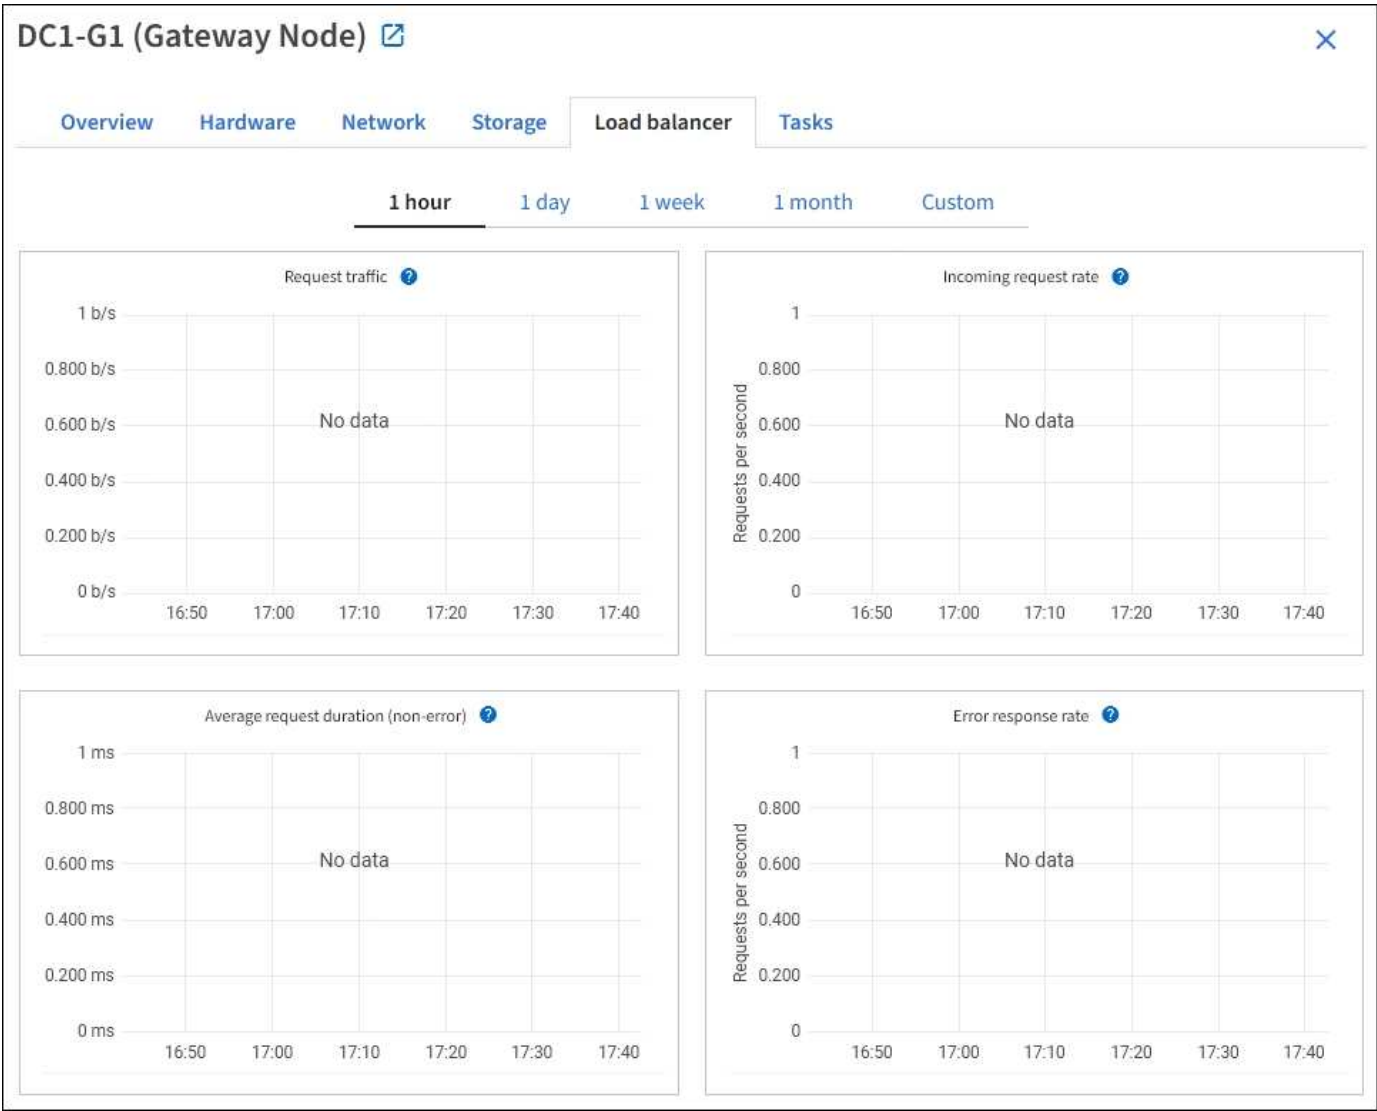 DC1-G1 (Gateway Node)
Overview Hardware Network Storage Load balancer Tasks
1 hour 1 day 1 week 1 month Custom
Request traffic
1 b/s
0.800 b/s
0.600 b/s
0.400 b/s
0.200 b/s
0 b/s
No data
16:50 17:00 17:10 17:20 17:30 17:40
Incoming request rate
Requests per second
1
0.800
0.600
0.400
0.200
0
No data
16:50 17:00 17:10 17:20 17:30 17:40
Average request duration (non-error)
1 ms
0.800 ms
0.600 ms
0.400 ms
0.200 ms
0 ms
No data
16:50 17:00 17:10 17:20 17:30 17:40
Error response rate
Requests per second
1
0.800
0.600
0.400
0.200
0
No data
16:50 17:00 17:10 17:20 17:30 17:40